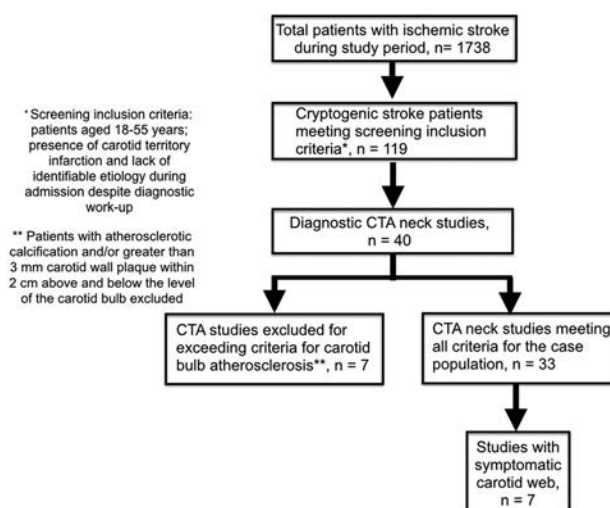 Total patients with ischemic stroke
during study period, n= 1738
Cryptogenic stroke patients
meeting screening inclusion
criteria*, n = 119
* Screening inclusion criteria:
patients aged 18-55 years;
presence of carotid territory
infarction and lack of
identifiable etiology during
admission despite diagnostic
work-up
Diagnostic CTA neck studies,
n = 40
** Patients with atherosclerotic
calcification and/or greater than
3 mm carotid wall plaque within
2 cm above and below the level
of the carotid bulb excluded
CTA studies excluded for
exceeding criteria for carotid
bulb atherosclerosis**, n = 7
CTA neck studies meeting
all criteria for the case
population, n = 33
Studies with
symptomatic
carotid web,
n = 7